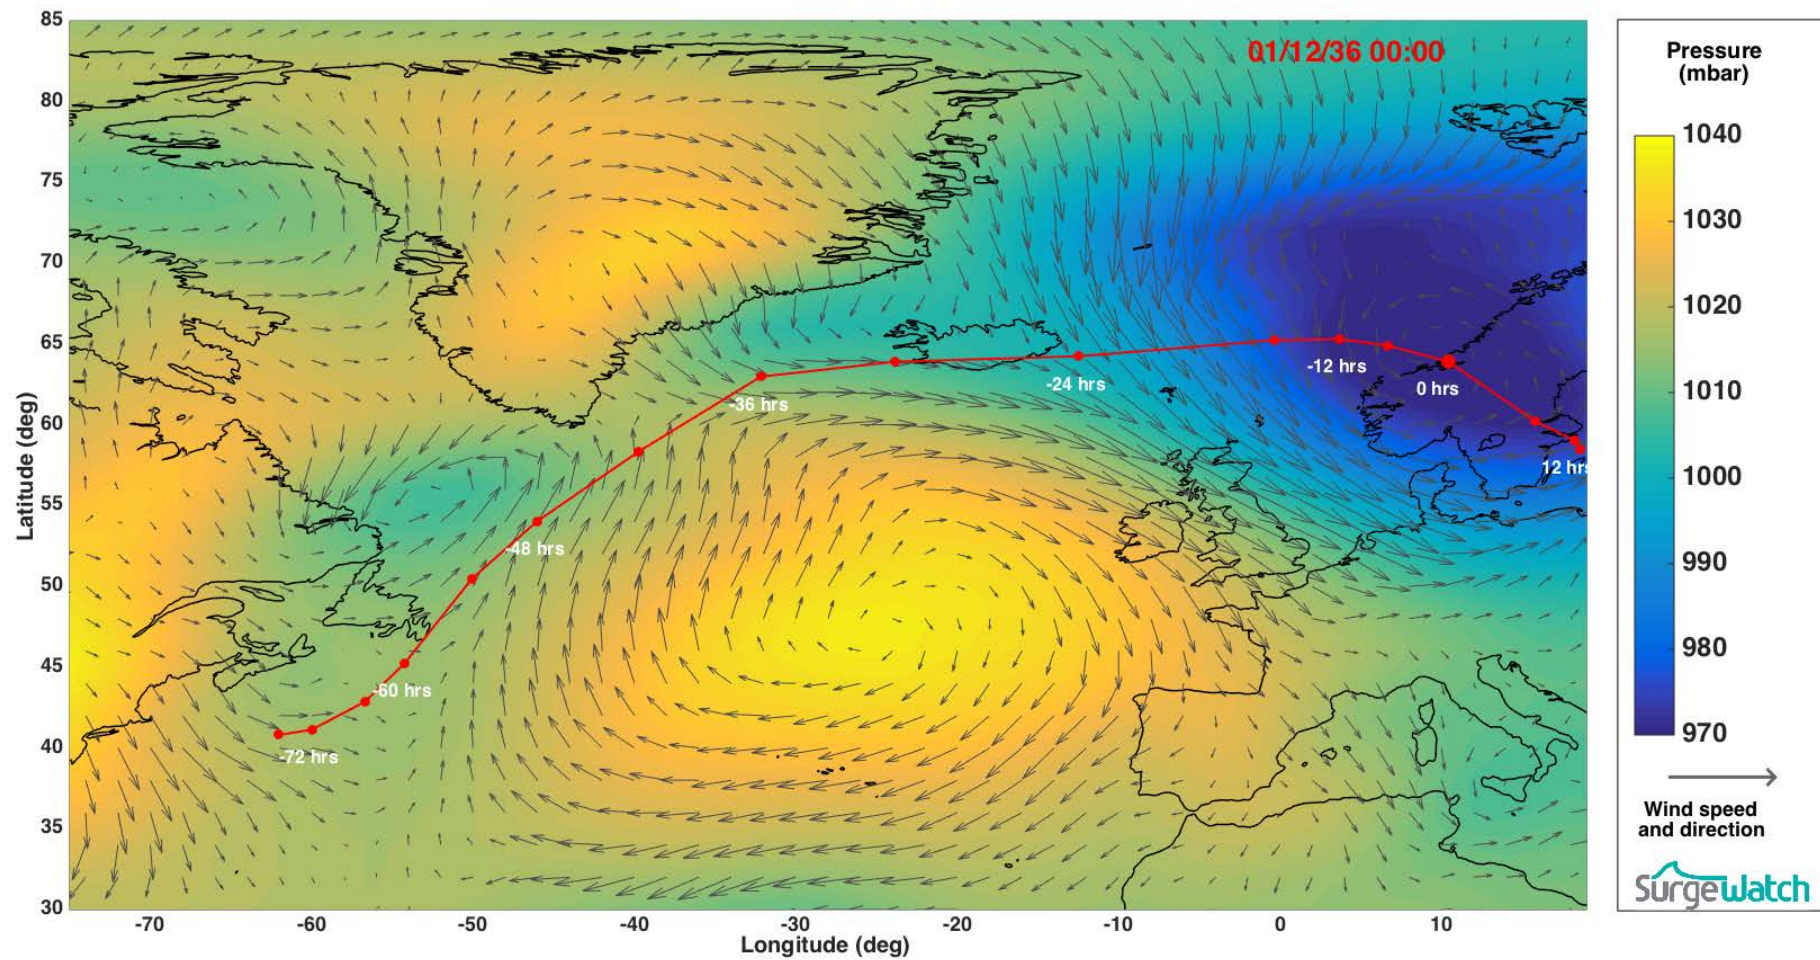 01/12/36 00:00
85
80
75
70
65
60
55
50
45
40
35
30
Latitude (deg)
-72 hrs
-60 hrs
-48 hrs
-36 hrs
-24 hrs
-12 hrs
0 hrs
12 hrs
-70
-60
-50
-40
-30
-20
-10
0
10
Longitude (deg)
Pressure
(mbar)
1040
1030
1020
1010
1000
990
980
970
Wind speed
and direction
Surgewatch